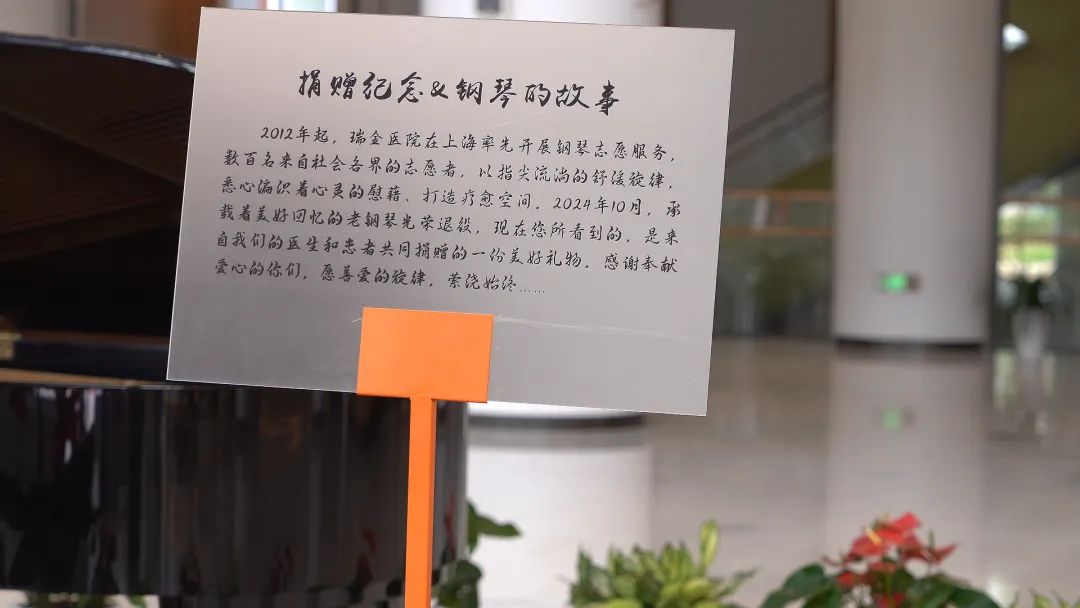 捐赠纪念&钢琴的故事
2012年起，瑞金医院在上海率先开展钢琴志愿服务，
数百名来自社会各界的志愿者，以指尖流淌的舒缓旋律，
悉心编织着心灵的慰藉、打造疗愈空间。2024年10月，承
载着美好回忆的老钢琴光荣退役，现在您所看到的，是来
自我们的医生和患者共同捐赠的一份美好礼物。感谢奉献
爱心的你们，愿善爱的旋律，萦绕始终……